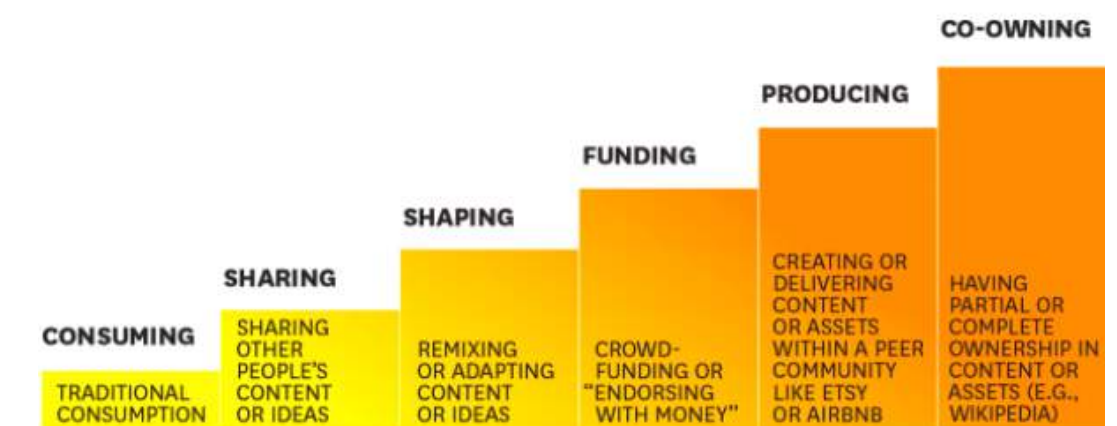 CONSUMING
TRADITIONAL
CONSUMPTION
SHARING
SHARING
OTHER
PEOPLE'S
CONTENT
OR IDEAS
SHAPING
REMIXING
OR ADAPTING
CONTENT
OR IDEAS
FUNDING
CROWD-
FUNDING OR
“ENDORSING
WITH MONEY”
PRODUCING
CREATING OR
DELIVERING
CONTENT
OR ASSETS
WITHIN A PEER
COMMUNITY
LIKE ETSY
OR AIRBNB
CO-OWNING
HAVING
PARTIAL OR
COMPLETE
OWNERSHIP IN
CONTENT OR
ASSETS (E.G.,
WIKIPEDIA)